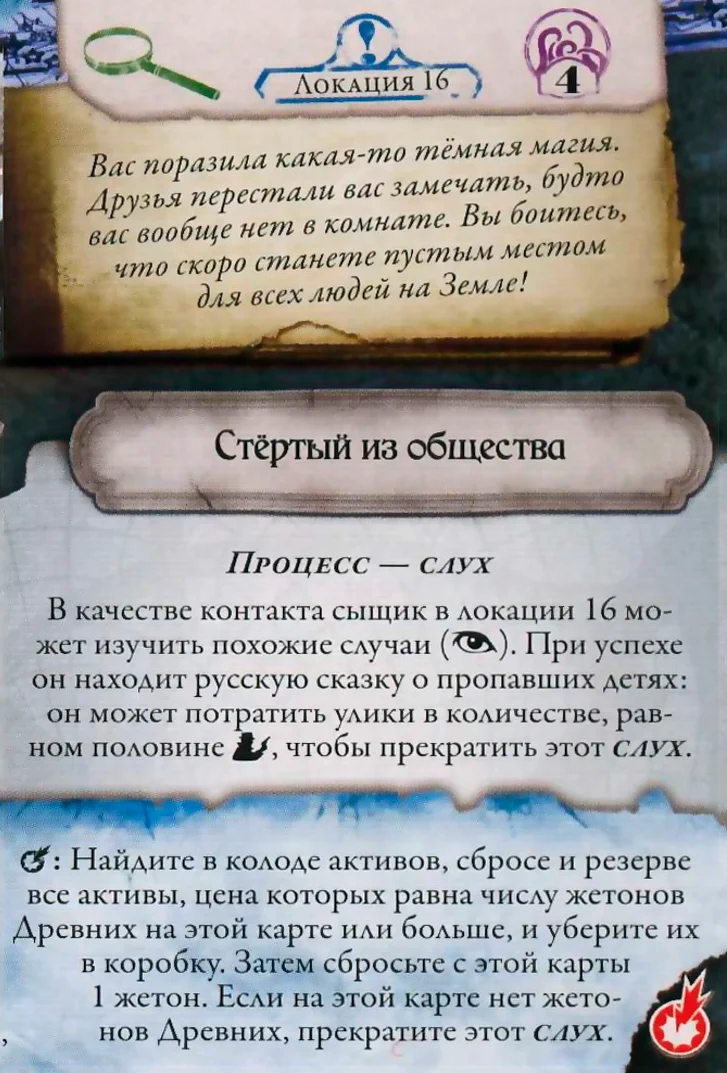 Локация 16
4
Вас поразила какая-то тёмная магия.
Друзья перестали вас замечать, будто
вас вообще нет в комнате. Вы боитесь,
что скоро станете пустым местом
для всех людей на Земле!
Стёртый из общества
Процесс — слух
В качестве контакта сыщик в локации 16 мо-
жет изучить похожие случаи (). При успехе
он находит русскую сказку о пропавших детях:
он может потратить улики в количестве, рав-
ном половине , чтобы прекратить этот слух.
: Найдите в колоде активов, сбросе и резерве
все активы, цена которых равна числу жетонов
Древних на этой карте или больше, и уберите их
в коробку. Затем сбросьте с этой карты
1 жетон. Если на этой карте нет жето-
нов Древних, прекратите этот слух.